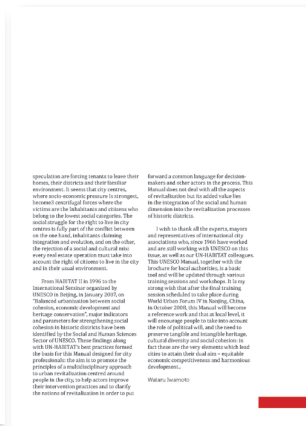 speculation are forcing tenants to leave their
homes, their districts and their familiar
environment. It seems that city centres,
where socio-economic pressure is strongest,
become3 centrifugal forces where the
victims are the inhabitants and citizens who
belong to the lowest social categories. The
social struggle for the right to live in city
centres is fully part of the conflict between
on the one hand, inhabitants claiming
integration and evolution, and on the other,
the rejection of a social and cultural mix:
every real estate operation must take into
account the right of citizens to live in the city
and in their usual environment.
From HABITAT II in 1996 to the
International Seminar organized by
UNESCO in Beijing, in January 2007, on
"Balanced urbanisation between social
cohesion, economic development and
heritage conservation", major indicators
and parameters for strengthening social
cohesion in historic districts have been
identified by the Social and Human Sciences
Sector of UNESCO. These findings along
with UN-HABITAT's best practices formed
the basis for this Manual designed for city
professionals: the aim is to promote the
principles of a multidisciplinary approach
to urban revitalisation centred around
people in the city, to help actors improve
their intervention practices and to clarify
the notions of revitalisation in order to put
forward a common language for decision-
makers and other actors in the process. This
Manual does not deal with all the aspects
of revitalisation but its added value lies
in the integration of the social and human
dimension into the revitalisation processes
of historic districts.
I wish to thank all the experts, mayors
and representatives of international city
associations who, since 1966 have worked
and are still working with UNESCO on this
issue, as well as our UN-HABITAT colleagues.
This UNESCO Manual, together with the
brochure for local authorities, is a basic
tool and will be updated through various
training sessions and workshops. It is my
strong wish that after the first training
session scheduled to take place during
World Urban Forum IV in Nanjing, China,
in October 2008, this Manual will become
a reference work and that at local level, it
will encourage people to take into account
the role of political will, and the need to
preserve tangible and intangible heritage,
cultural diversity and social cohesion: in
fact these are the very elements which lead
cities to attain their dual aim – equitable
economic competitiveness and harmonious
development..
Wataru Iwamoto